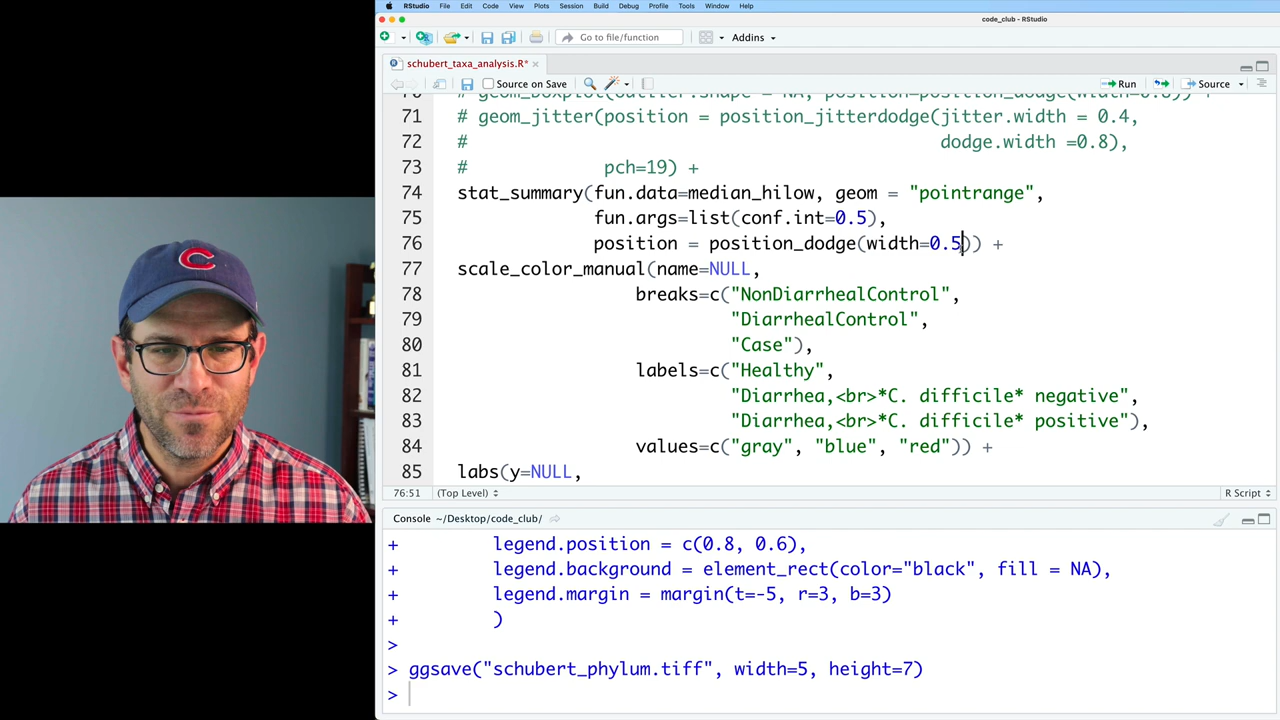 RStudio File Edit Code View Plots Session Build Debug Profile Tools Window Help
code_club - RStudio
Go to file/function Addins
schubert_taxa_analysis.R*
Source on Save Run Source
71 # geom_jitter(position = position_jitterdodge(jitter.width = 0.4,
72 # dodge.width =0.8),
73 # pch=19) +
74 stat_summary(fun.data=median_hilow, geom = "pointrange",
75 fun.args=list(conf.int=0.5),
76 position = position_dodge(width=0.5)) +
77 scale_color_manual(name=NULL,
78 breaks=c("NonDiarrhealControl",
79 "DiarrhealControl",
80 "Case"),
81 labels=c("Healthy",
82 "Diarrhea,<br>*C. difficile* negative",
83 "Diarrhea,<br>*C. difficile* positive"),
84 values=c("gray", "blue", "red")) +
85 labs(y=NULL,
76:51 (Top Level) R Script
Console ~/Desktop/code_club/
+ legend.position = c(0.8, 0.6),
+ legend.background = element_rect(color="black", fill = NA),
+ legend.margin = margin(t=-5, r=3, b=3)
+ )
>
> ggsave("schubert_phylum.tiff", width=5, height=7)
>